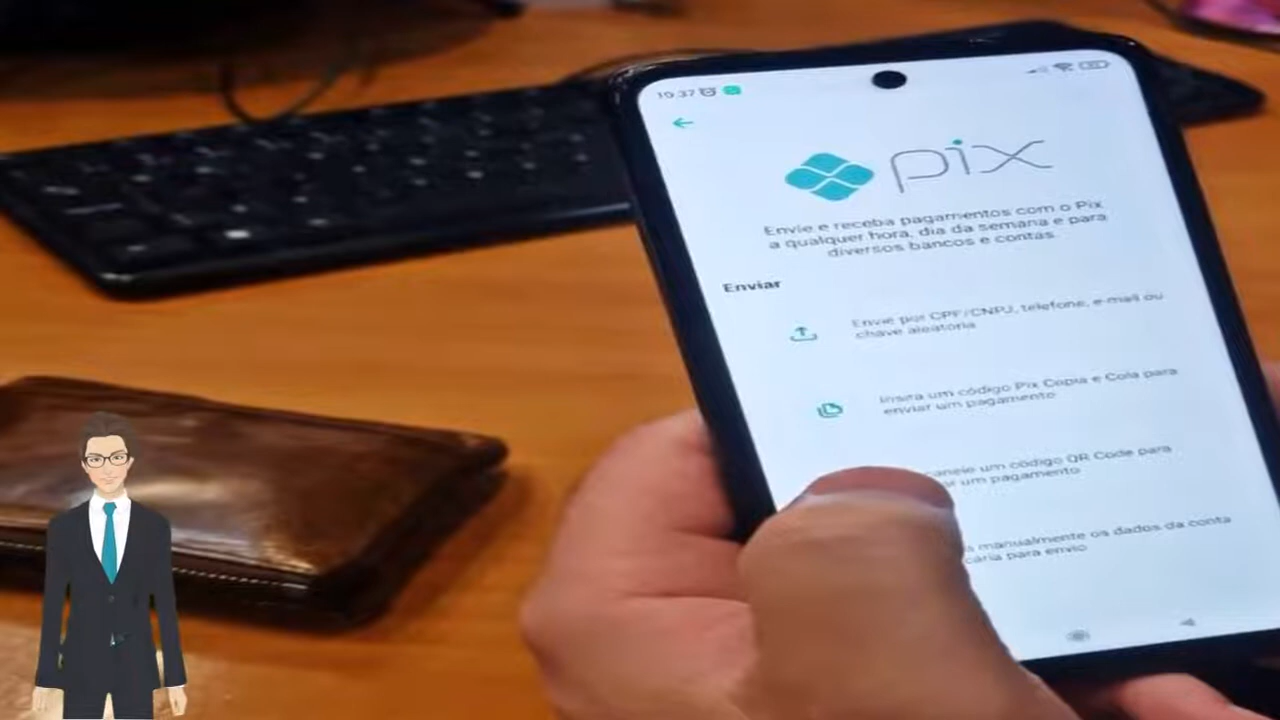 19:37
pix
Envie e receba pagamentos com o Pix
a qualquer hora, dia da semana e para
diversos bancos e contas.
Enviar
Envie por CPF/CNPJ, telefone, e-mail ou
chave aleatória
Insira um código Pix Copia e Cola para
enviar um pagamento
um código QR Code para
um pagamento
manualmente os dados da conta
para envio